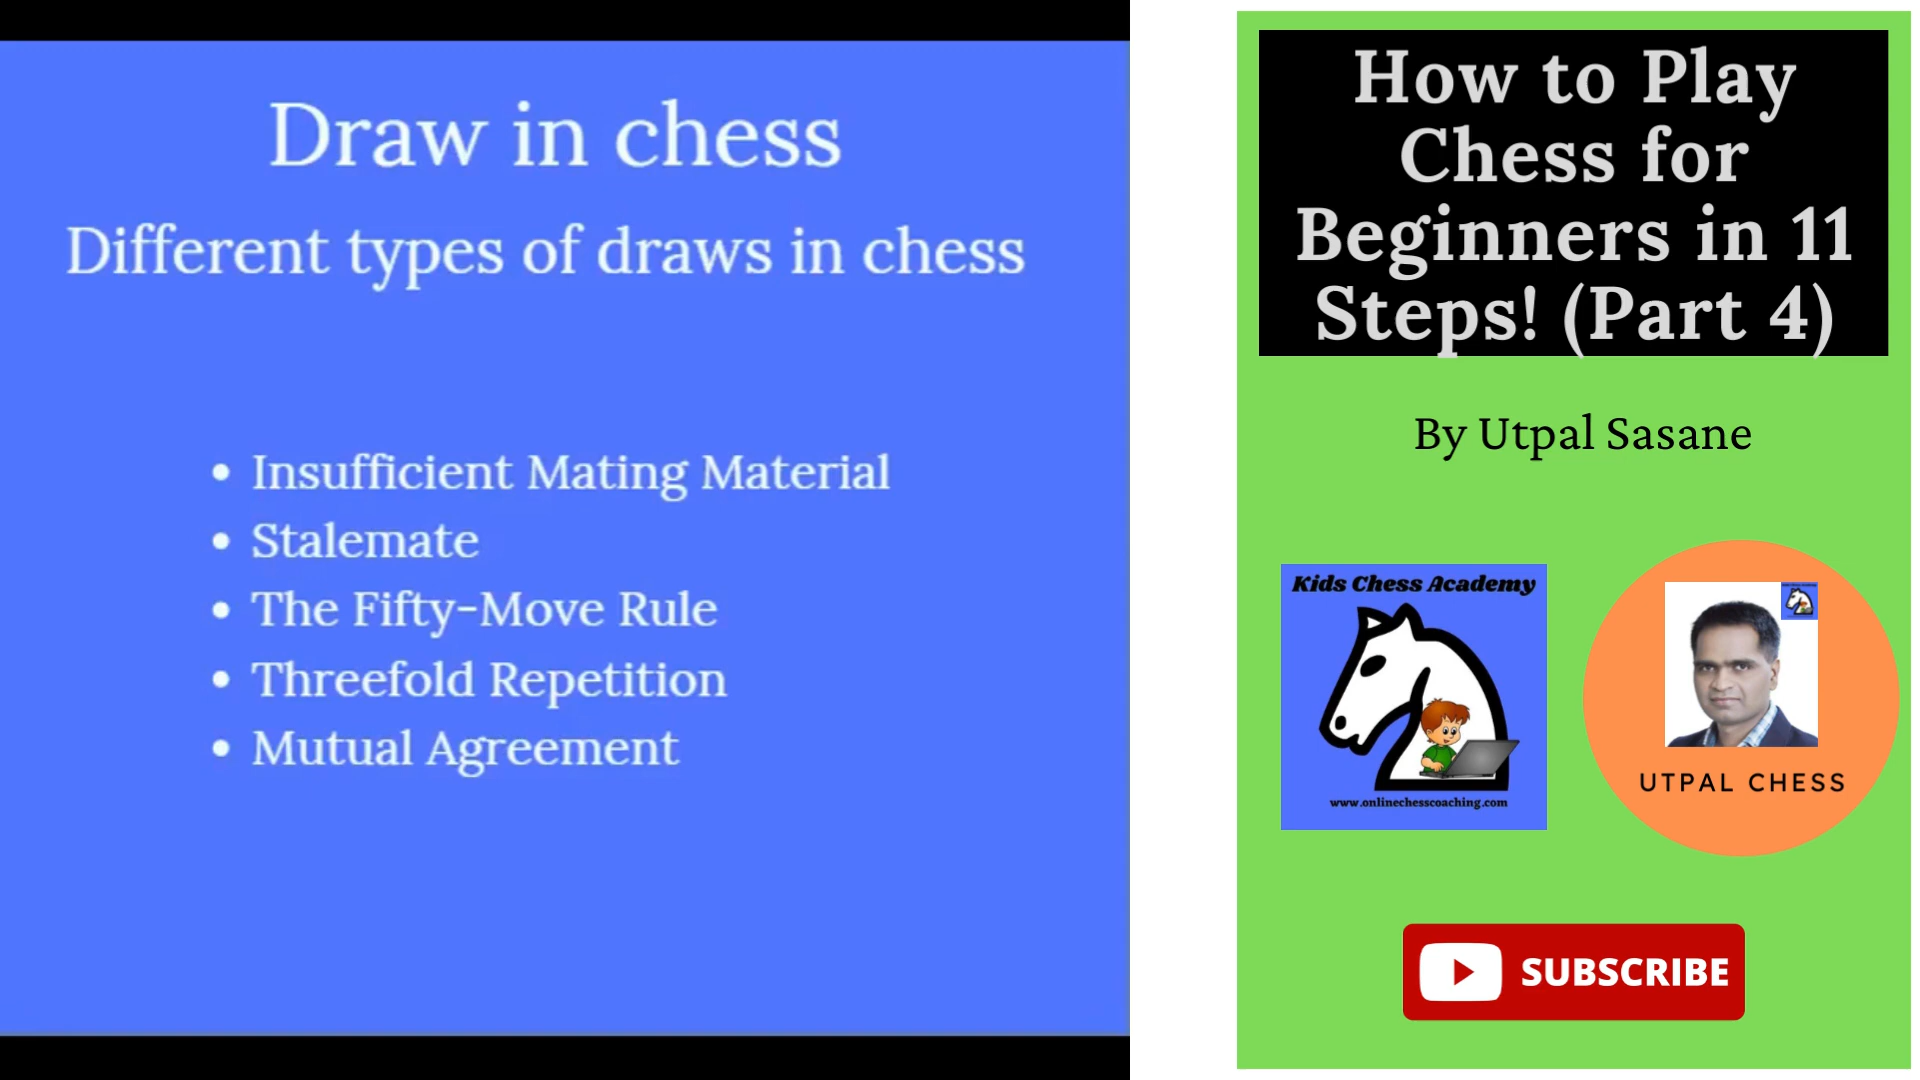 Draw in chess
Different types of draws in chess
• Insufficient Mating Material
• Stalemate
• The Fifty-Move Rule
• Threefold Repetition
• Mutual Agreement
How to Play
Chess for
Beginners in 11
Steps! (Part 4)
By Utpal Sasane
Kids Chess Academy
www.onlinechesscoaching.com
UTPAL CHESS
SUBSCRIBE